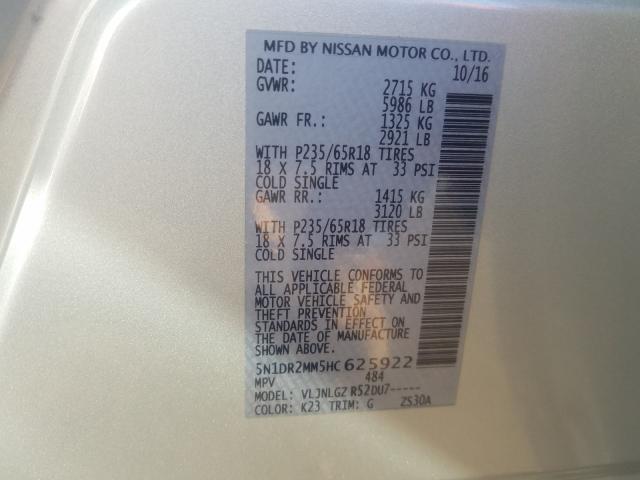 MFD BY NISSAN MOTOR CO., LTD.
DATE: 10/16
GVWR: 2715 KG
5986 LB
GAWR FR.: 1325 KG
2921 LB
WITH P235/65R18 TIRES
18 X 7.5 RIMS AT 33 PSI
COLD SINGLE
GAWR RR.: 1415 KG
3120 LB
WITH P235/65R18 TIRES
18 X 7.5 RIMS AT 33 PSI
COLD SINGLE
THIS VEHICLE CONFORMS TO
ALL APPLICABLE FEDERAL
MOTOR VEHICLE SAFETY AND
THEFT PREVENTION
STANDARDS IN EFFECT ON
THE DATE OF MANUFACTURE
SHOWN ABOVE.
5N1DR2MM5HC625922
MPV 484
MODEL: VLJNLGZ R52DU7-----
COLOR: K23 TRIM: G ZS30A